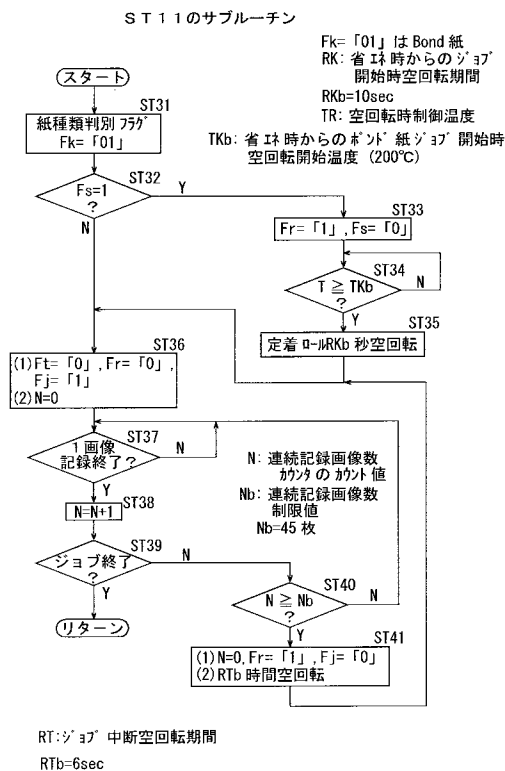 ST11のサブルーチン
Fk=「01」はBond紙
RK: 省エネ時からのジョブ
開始時空回転期間
RKb=10sec
TR: 空回転時制御温度
TKb: 省エネ時からのボンド紙ジョブ開始時
空回転開始温度 (200℃)
スタート
ST31
紙種類判別フラグ
Fk=「01」
ST32
Fs=1
?
Y
N
ST33
Fr=「1」,Fs=「0」
ST34
T≧TKb
?
N
Y
ST35
定着ロールRKb秒空回転
ST36
(1)Ft=「0」,Fr=「0」,
Fj=「1」
(2)N=0
ST37
1画像
記録終了?
N
Y
N: 連続記録画像数
カウンタのカウント値
Nb: 連続記録画像数
制限値
Nb=45枚
ST38
N=N+1
ST39
ジョブ終了
?
N
Y
リターン
ST40
N≧Nb
?
N
Y
ST41
(1)N=0,Fr=「1」,Fj=「0」
(2)RTb時間空回転
RT:ジョブ中断空回転期間
RTb=6sec